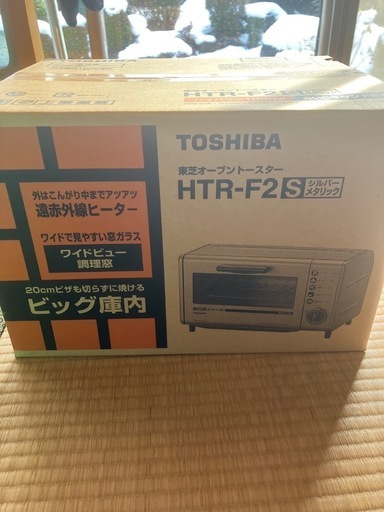 HTR-F2 S
TOSHIBA
東芝オーブントースター
HTR-F2 S シルバー
メタリック
外はこんがり中までアツアツ
遠赤外線ヒーター
ワイドで見やすい窓ガラス
ワイドビュー
調理窓
20cmピザも切らずに焼ける
ビッグ庫内